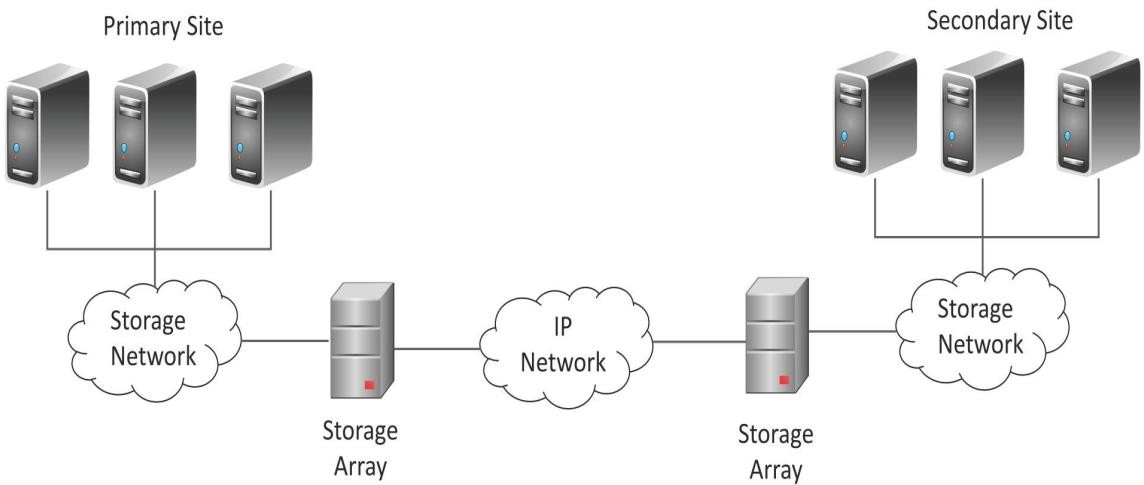 Primary Site
Secondary Site
Storage
Network
IP
Network
Storage
Network
Storage
Array
Storage
Array